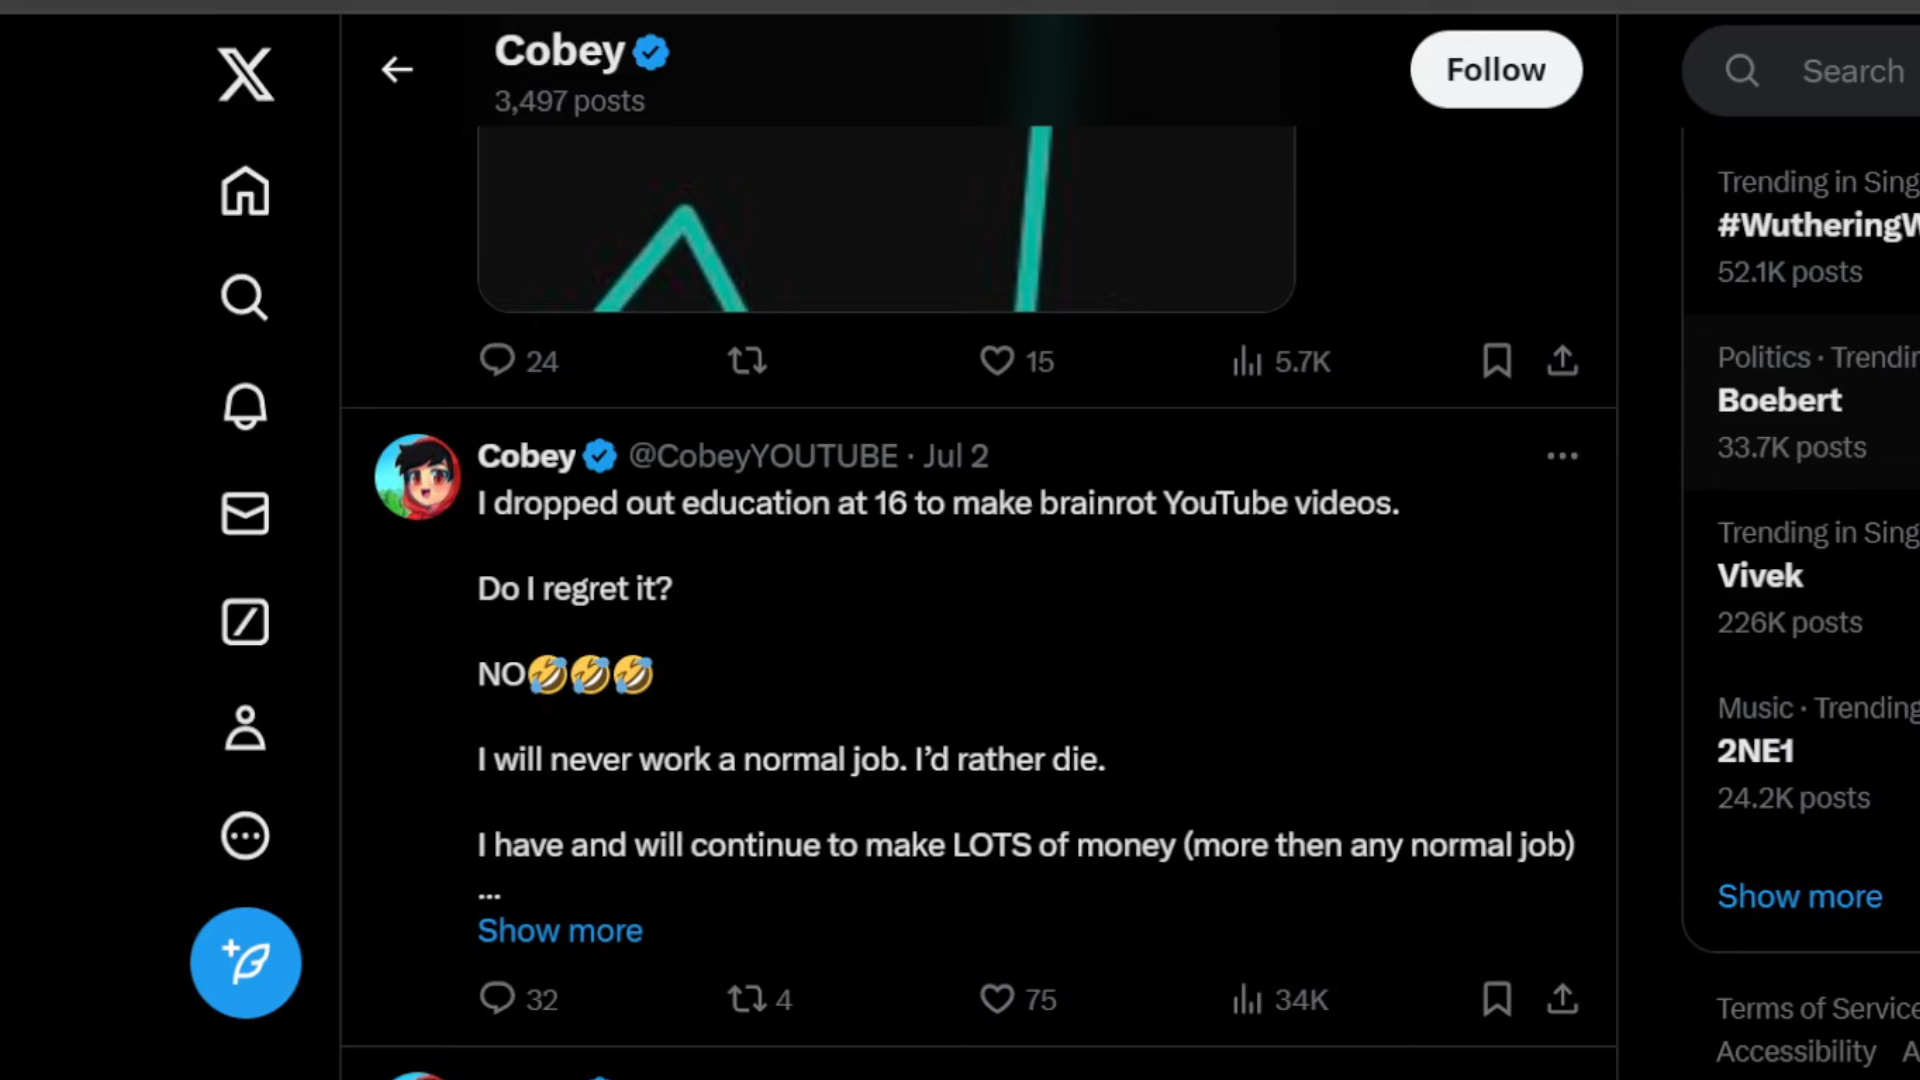 Cobey
3,497 posts
Follow
Search
24
15
5.7K
Cobey @CobeyYOUTUBE · Jul 2
I dropped out education at 16 to make brainrot YouTube videos.
Do I regret it?
NO🤣🤣🤣
I will never work a normal job. I’d rather die.
I have and will continue to make LOTS of money (more then any normal job)
...
Show more
32
4
75
34K
Trending in Sing
#WutheringW
52.1K posts
Politics · Trendin
Boebert
33.7K posts
Trending in Sing
Vivek
226K posts
Music · Trending
2NE1
24.2K posts
Show more
Terms of Service
Accessibility A